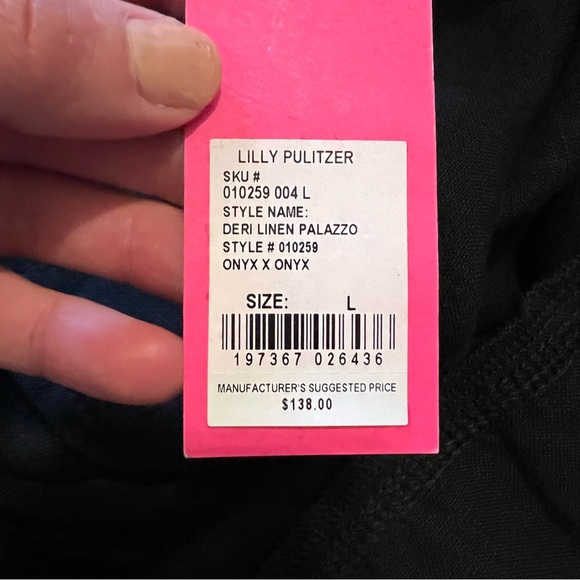 LILLY PULITZER
SKU #
010259 004 L
STYLE NAME:
DERI LINEN PALAZZO
STYLE # 010259
ONYX X ONYX
SIZE: L
197367 026436
MANUFACTURER'S SUGGESTED PRICE
$138.00